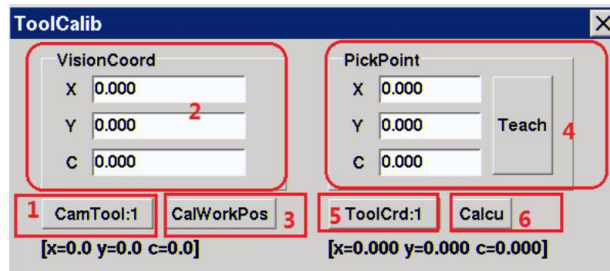 ToolCalib
VisionCoord
X 0.000
Y 0.000
C 0.000
2
PickPoint
X 0.000
Y 0.000
C 0.000
Teach
4
1
CamTool:1
CalWorkPos
3
5
ToolCrd:1
Calcu
6
[x=0.0 y=0.0 c=0.0]
[x=0.000 y=0.000 c=0.000]